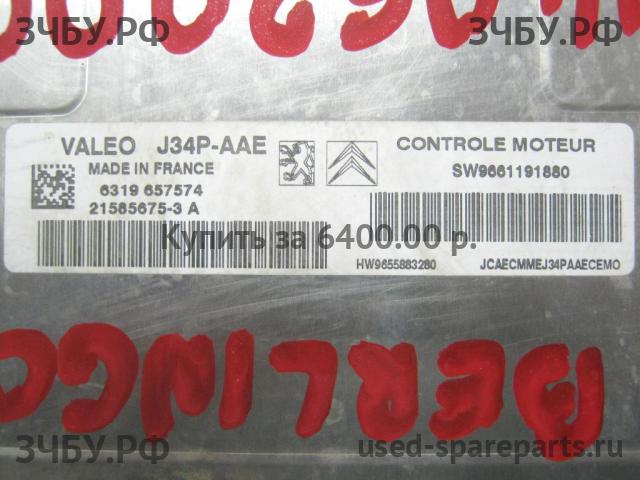 ЗЧБУ.РФ ЗЧБУ.РФ
VALEO J34P-AAE CONTROLE MOTEUR
MADE IN FRANCE SW9661191880
6319 657574
21585675-3 A
Купить за 6400.00 р.
HW9655883280 JCAECMMEJ34PAAECEMO
BERLINGO
ЗЧБУ.РФ used-spareparts.ru